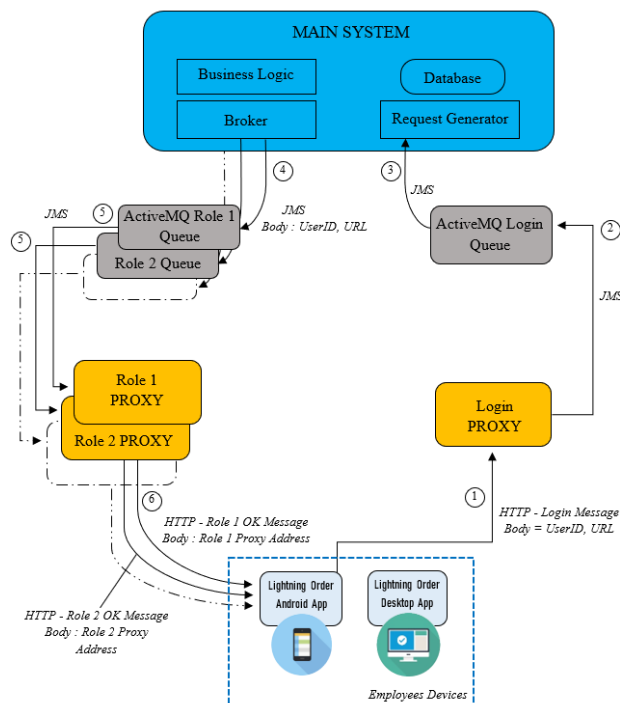 MAIN SYSTEM
Business Logic
Database
Broker
Request Generator
4
3
JMS
JMS
Body : UserID, URL
JMS
5
5
ActiveMQ Role 1
Queue
Role 2 Queue
ActiveMQ Login
Queue
2
JMS
Role 1
PROXY
Role 2 PROXY
Login
PROXY
6
1
HTTP - Role 1 OK Message
Body : Role 1 Proxy Address
HTTP - Login Message
Body = UserID, URL
HTTP - Role 2 OK Message
Body : Role 2 Proxy
Address
Lightning Order
Android App
Lightning Order
Desktop App
Employees Devices